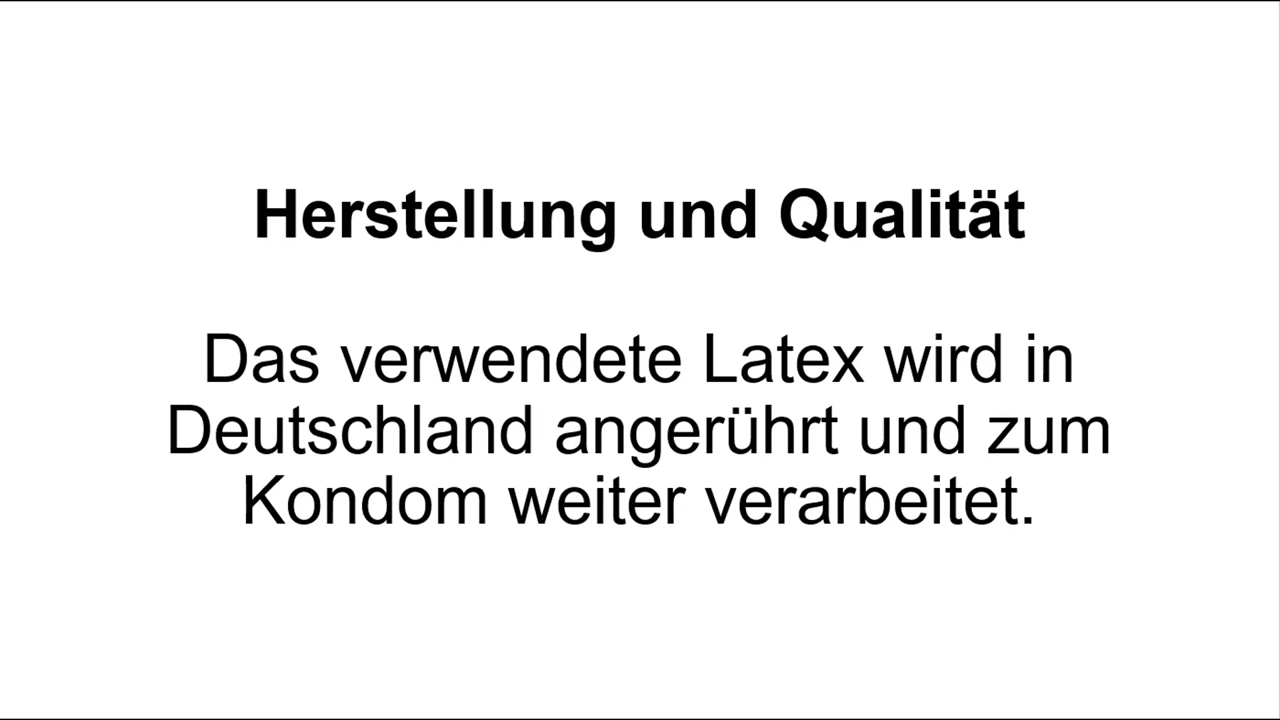 Herstellung und Qualität
Das verwendete Latex wird in
Deutschland angerührt und zum
Kondom weiter verarbeitet.